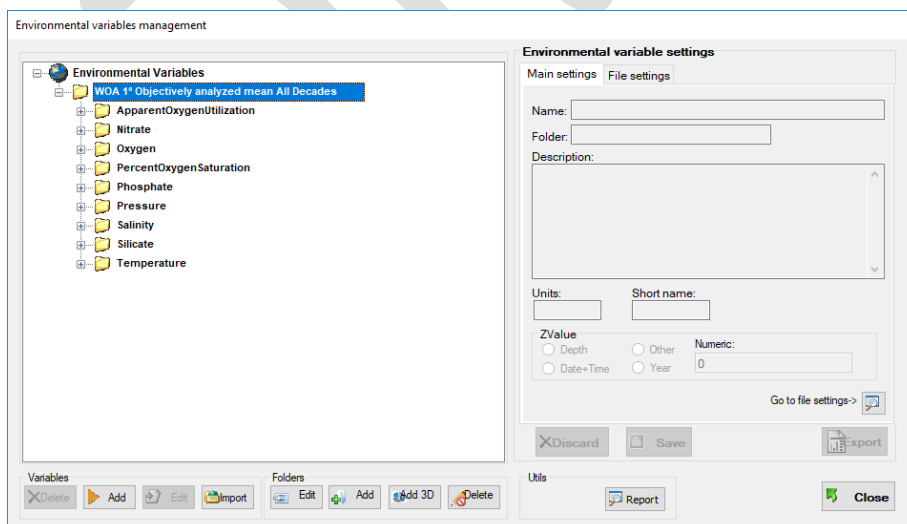 Environmental variables management
Environmental Variables
WOA 1º Objectively analyzed mean All Decades
ApparentOxygenUtilization
Nitrate
Oxygen
PercentOxygenSaturation
Phosphate
Pressure
Salinity
Silicate
Temperature
Environmental variable settings
Main settings File settings
Name:
Folder:
Description:
Units: Short name:
ZValue
Depth Other Numeric:
Date+Time Year 0
Go to file settings->
Discard Save Export
Variables
Delete Add Edit Import
Folders
Edit Add Add 3D Delete
Utils
Report
Close